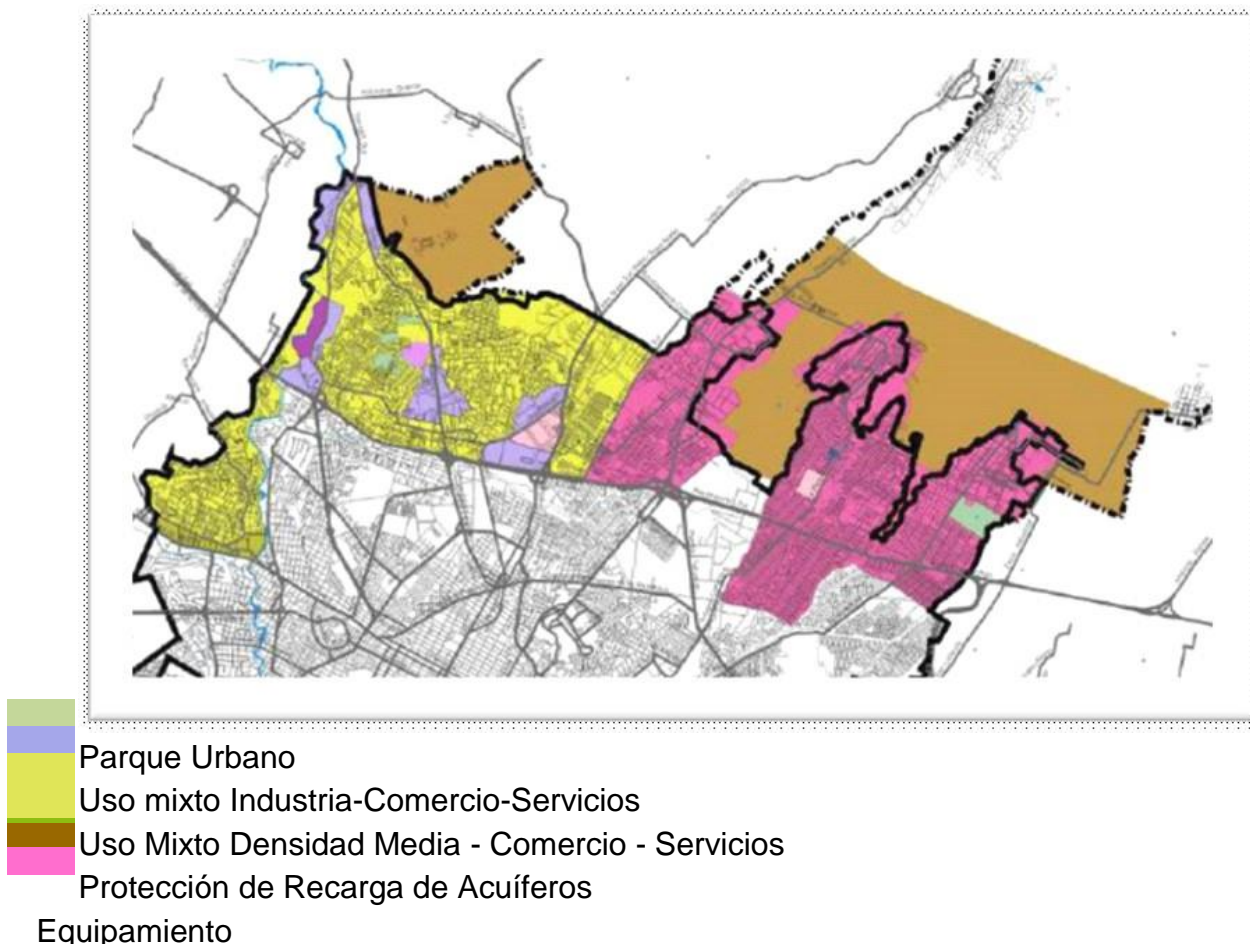 Parque Urbano
Uso mixto Industria-Comercio-Servicios
Uso Mixto Densidad Media - Comercio - Servicios
Protección de Recarga de Acuíferos
Equipamiento